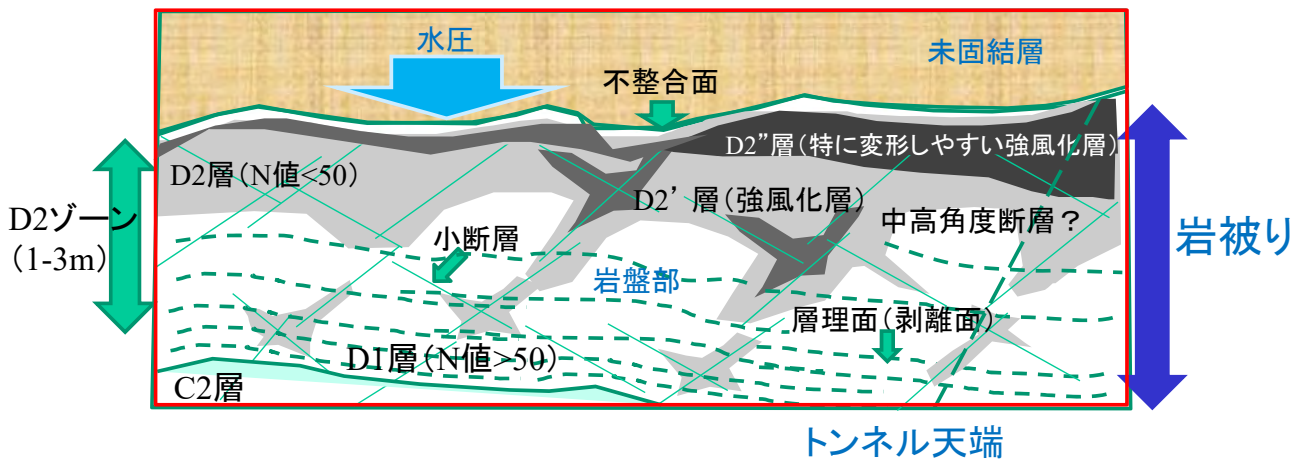 水圧
未固結層
不整合面
D2”層(特に変形しやすい強風化層)
D2層(N値<50)
D2’層(強風化層)
D2ゾーン
(1-3m)
中高角度断層？
岩被り
小断層
岩盤部
層理面(剥離面)
D1層(N値>50)
C2層
トンネル天端